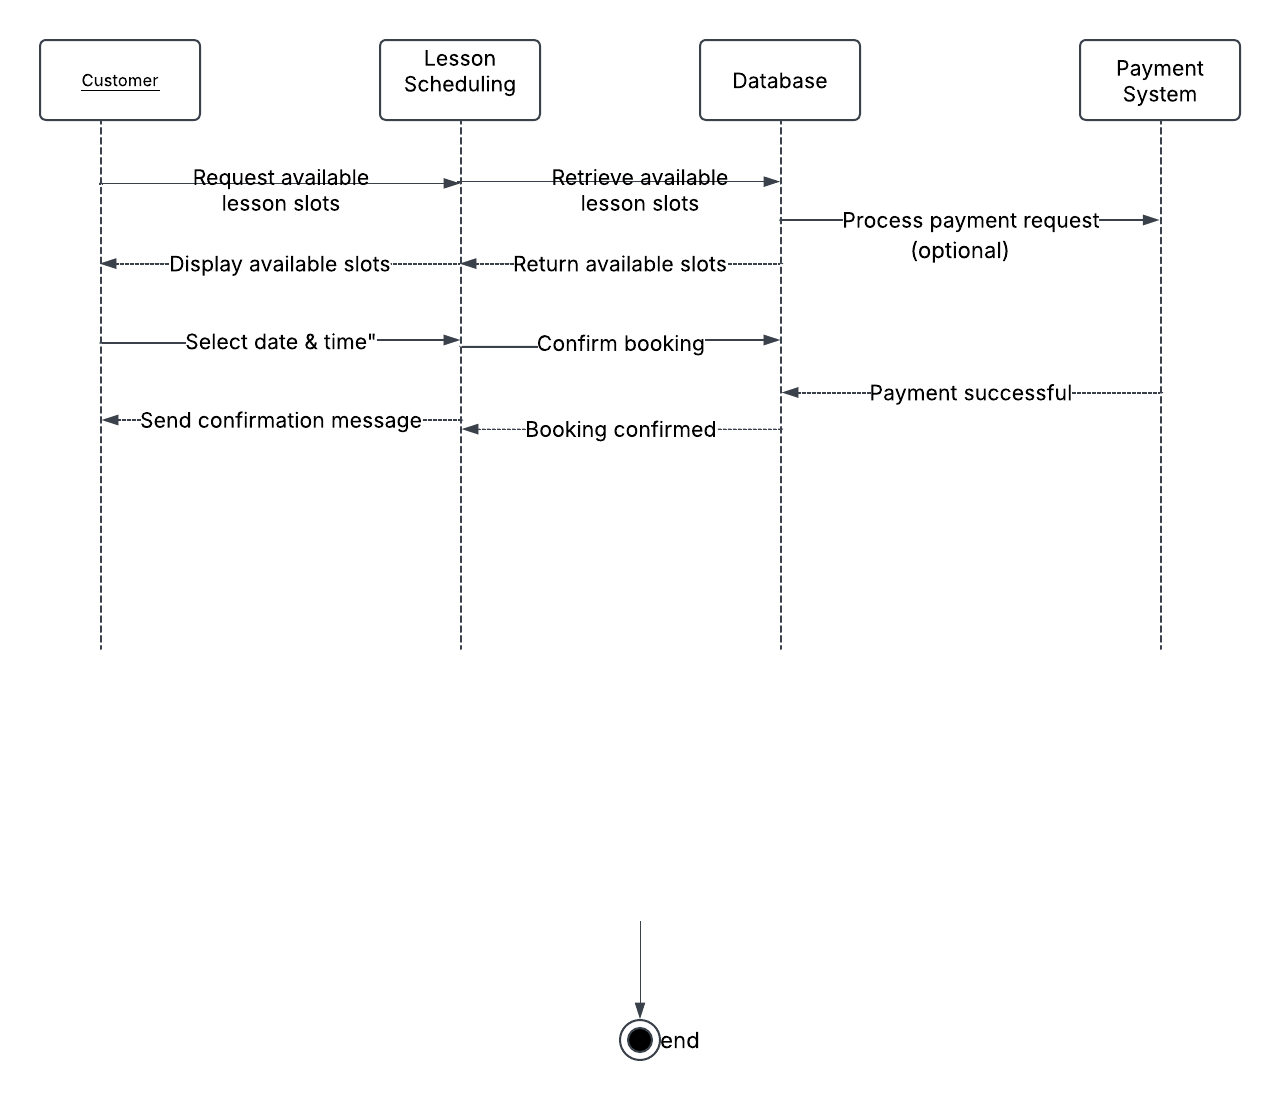 Customer
Lesson
Scheduling
Database
Payment
System
Request available
lesson slots
Retrieve available
lesson slots
Process payment request
(optional)
Display available slots
Return available slots
Select date & time"
Confirm booking
Payment successful
Send confirmation message
Booking confirmed
end